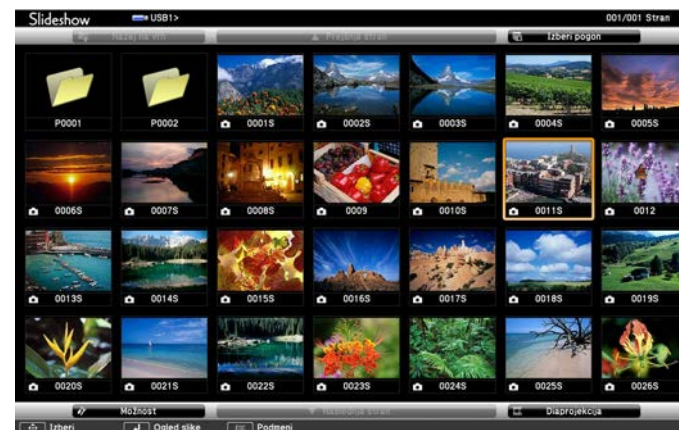 Slideshow USB1> 001/001 Stran
Nazaj na vrh Prejšnja stran Izberi pogon
P0001 P0002 0001S 0002S 0003S 0004S 0005S
0006S 0007S 0008S 0009 0010S 0011S 0012
0013S 0014S 0015S 0016S 0017S 0018S 0019S
0020S 0021S 0022S 0023S 0024S 0025S 0026S
Možnost Naslednja stran Diaprojekcija
Izberi Ogled slike Podmeni